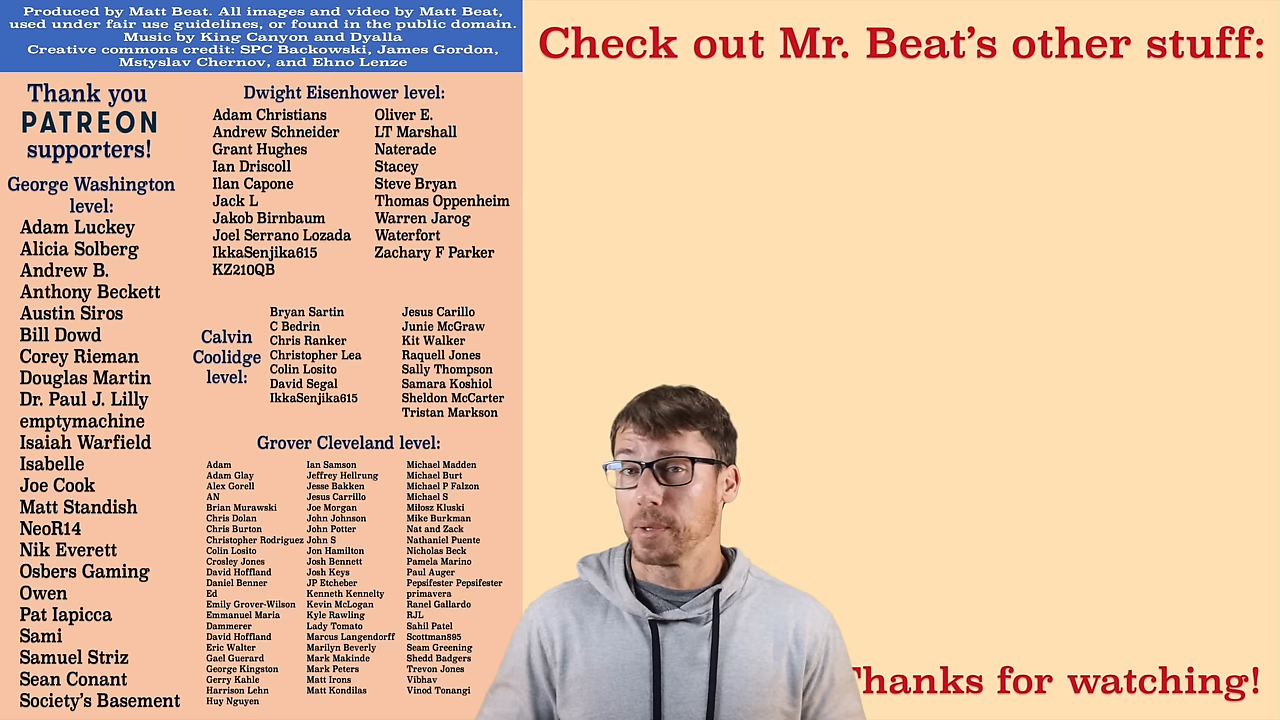 Produced by Matt Beat. All images and video by Matt Beat,
used under fair use guidelines, or found in the public domain.
Music by King Canyon and Dyalla
Creative commons credit: SPC Backowski, James Gordon,
Mstyslav Chernov, and Ehno Lenze
Thank you
PATREON
supporters!
George Washington
level:
Adam Luckey
Alicia Solberg
Andrew B.
Anthony Beckett
Austin Siros
Bill Dowd
Corey Rieman
Douglas Martin
Dr. Paul J. Lilly
emptymachine
Isaiah Warfield
Isabelle
Joe Cook
Matt Standish
NeoR14
Nik Everett
Osbers Gaming
Owen
Pat Iapicca
Sami
Samuel Striz
Sean Conant
Society's Basement
Dwight Eisenhower level:
Adam Christians
Andrew Schneider
Grant Hughes
Ian Driscoll
Ilan Capone
Jack L
Jakob Birnbaum
Joel Serrano Lozada
IkkaSenjika615
KZ210QB
Oliver E.
LT Marshall
Naterade
Stacey
Steve Bryan
Thomas Oppenheim
Warren Jarog
Waterfort
Zachary F Parker
Calvin
Coolidge
level:
Bryan Sartin
C Bedrin
Chris Ranker
Christopher Lea
Colin Losito
David Segal
IkkaSenjika615
Jesus Carillo
Junie McGraw
Kit Walker
Raquell Jones
Sally Thompson
Samara Koshiol
Sheldon McCarter
Tristan Markson
Grover Cleveland level:
Adam
Adam Glay
Alex Gorell
AN
Brian Murawski
Chris Dolan
Chris Burton
Christopher Rodriguez
Colin Losito
Crosley Jones
David Hoffland
Daniel Benner
Ed
Emily Grover-Wilson
Emmanuel Maria
Dammerer
David Hoffland
Eric Walter
Gael Guerard
George Kingston
Gerry Kahle
Harrison Lehn
Huy Nguyen
Ian Samson
Jeffrey Hellrung
Jesse Bakken
Jesus Carrillo
Joe Morgan
John Johnson
John Potter
John S
Jon Hamilton
Josh Bennett
Josh Keys
JP Etcheber
Kenneth Kennelty
Kevin McLogan
Kyle Rawling
Lady Tomato
Marcus Langendorff
Marilyn Beverly
Mark Makinde
Mark Peters
Matt Irons
Matt Kondilas
Michael Madden
Michael Burt
Michael P Falzon
Michael S
Miłosz Kluski
Mike Burkman
Nat and Zack
Nathaniel Puente
Nicholas Beck
Pamela Marino
Paul Auger
Pepsifester Pepsifester
primavera
Ranel Gallardo
RJL
Sahil Patel
Scottman895
Seam Greening
Shedd Badgers
Trevon Jones
Vibhav
Vinod Tonangi
Check out Mr. Beat's other stuff:
Thanks for watching!